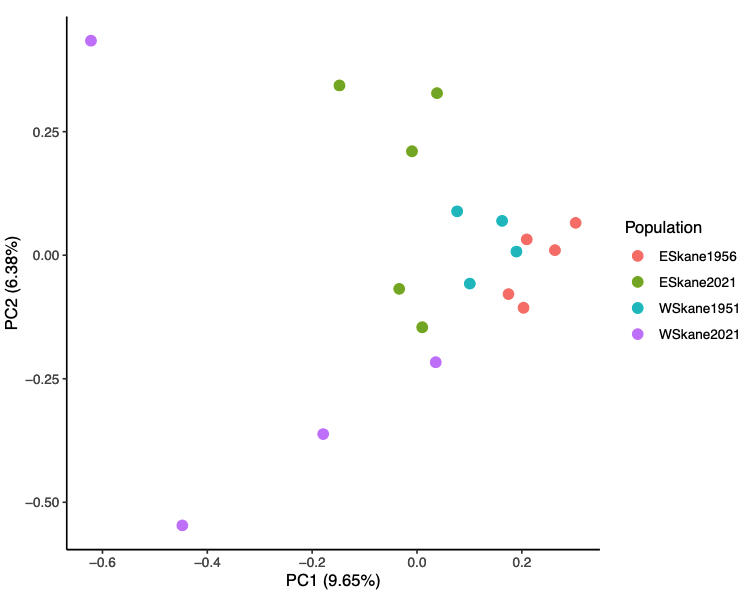 PC2 (6.38%)
0.25
0.00
−0.25
−0.50
−0.6
−0.4
−0.2
0.0
0.2
PC1 (9.65%)
Population
ESkane1956
ESkane2021
WSkane1951
WSkane2021